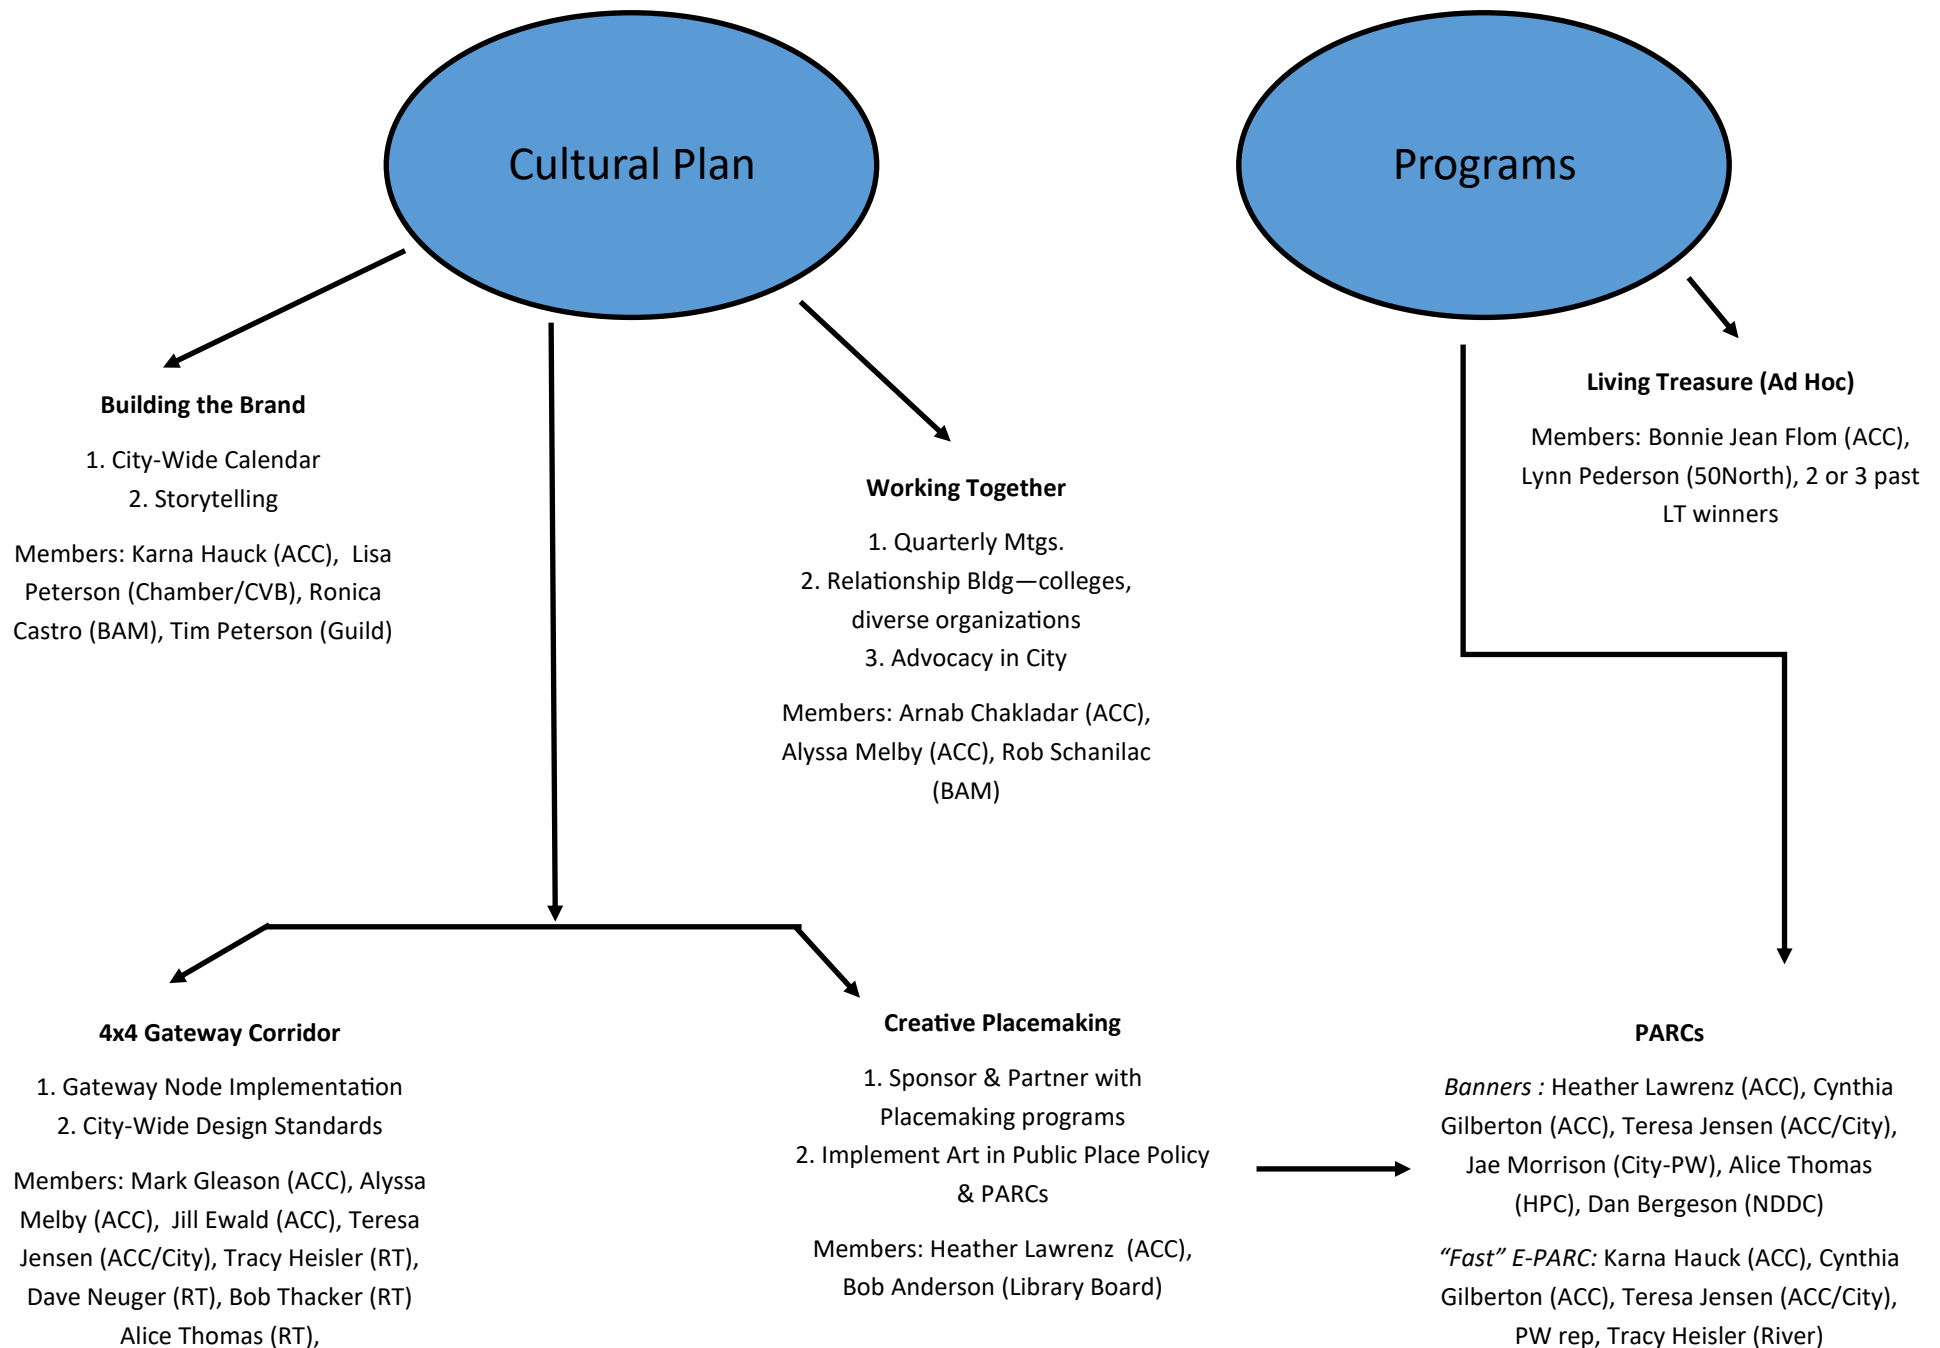 Cultural Plan
Programs
Building the Brand
1. City-Wide Calendar
2. Storytelling
Members: Karna Hauck (ACC),  Lisa
Peterson (Chamber/CVB), Ronica
Castro (BAM), Tim Peterson (Guild)
Working Together
1. Quarterly Mtgs.
2. Relationship Bldg—colleges,
diverse organizations
3. Advocacy in City
Members: Arnab Chakladar (ACC),
Alyssa Melby (ACC), Rob Schanilac
(BAM)
Living Treasure (Ad Hoc)
Members: Bonnie Jean Flom (ACC),
Lynn Pederson (50North), 2 or 3 past
LT winners
4x4 Gateway Corridor
1. Gateway Node Implementation
2. City-Wide Design Standards
Members: Mark Gleason (ACC), Alyssa
Melby (ACC),  Jill Ewald (ACC), Teresa
Jensen (ACC/City), Tracy Heisler (RT),
Dave Neuger (RT), Bob Thacker (RT)
Alice Thomas (RT),
Creative Placemaking
1. Sponsor & Partner with
Placemaking programs
2. Implement Art in Public Place Policy
& PARCs
Members: Heather Lawrenz  (ACC),
Bob Anderson (Library Board)
PARCs
Banners : Heather Lawrenz (ACC), Cynthia
Gilberton (ACC), Teresa Jensen (ACC/City),
Jae Morrison (City-PW), Alice Thomas
(HPC), Dan Bergeson (NDDC)
“Fast” E-PARC: Karna Hauck (ACC), Cynthia
Gilberton (ACC), Teresa Jensen (ACC/City),
PW rep, Tracy Heisler (River)